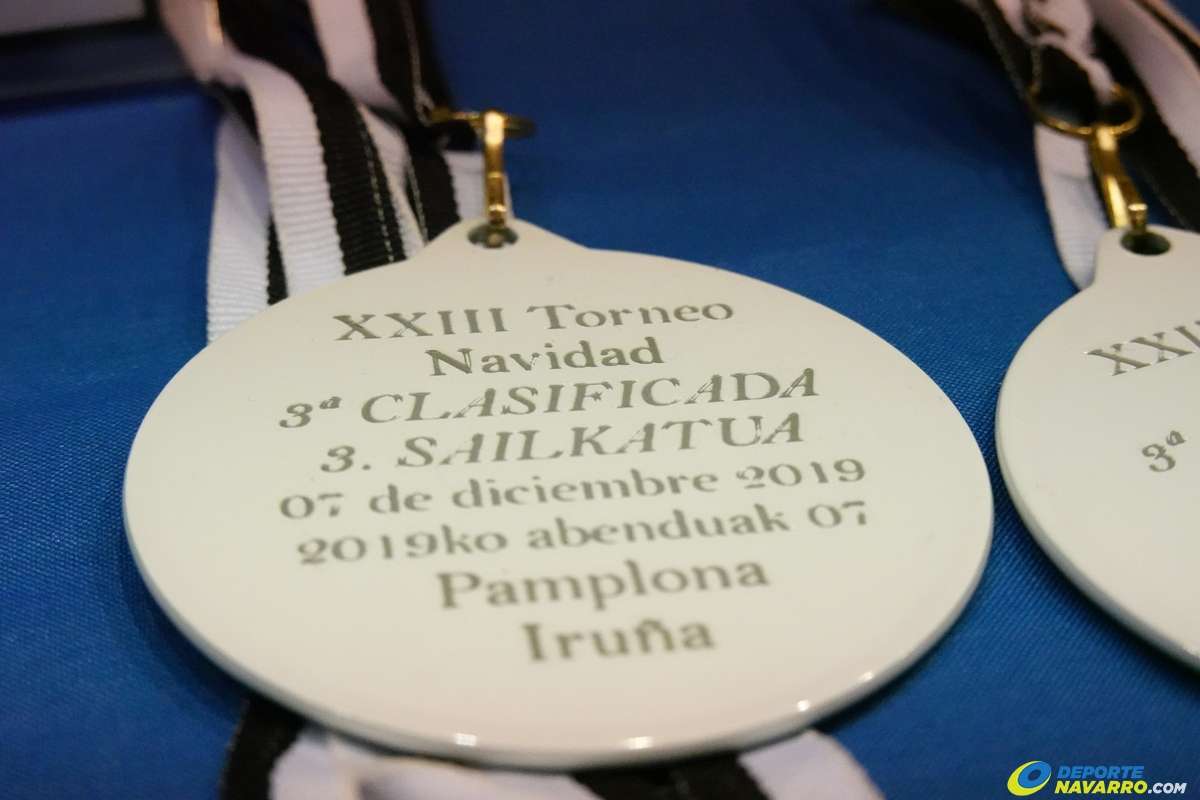 XXIII Torneo
Navidad
3ª CLASIFICADA
3. SAILKATUA
07 de diciembre 2019
2019ko abenduak 07
Pamplona
Iruña
3ª
DEPORTE
NAVARRO.COM